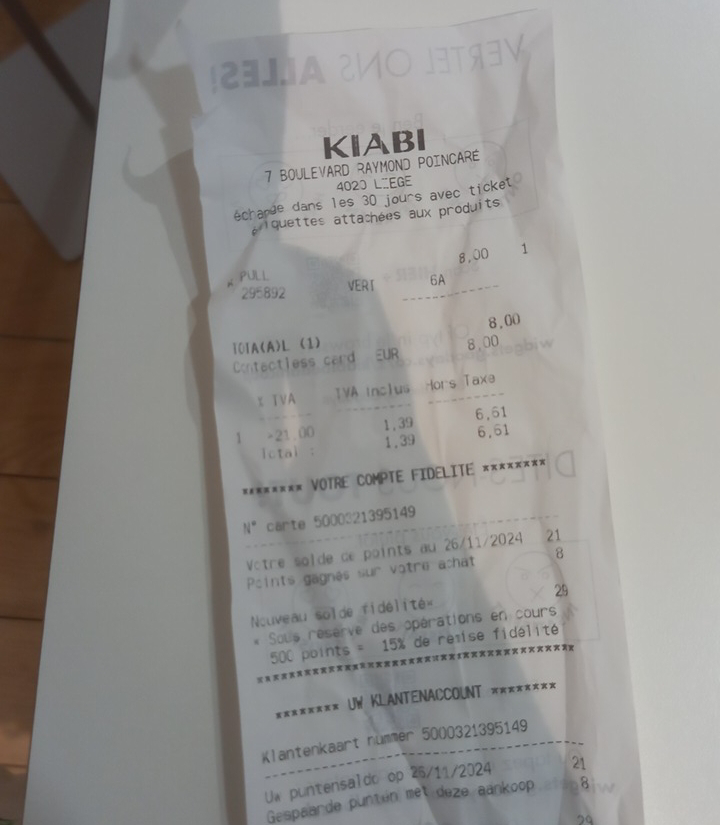 VERTEL ONS ALLES!
KIABI
7 BOULEVARD RAYMOND POINCARE
4020 LIEGE
échange dans les 30 jours avec ticket
étiquettes attachées aux produits
PULL 8,00 1
295892 VERT 6A
TOTA(A)L (1) 8,00
Contactless card EUR 8,00
% TVA TVA inclus Hors Taxe
1 *21,00 1,39 6,61
Total : 1,39 6,61
******** VOTRE COMPTE FIDELITE ********
N° carte 5000321395149
Votre solde de points au 26/11/2024 21
Points gagnés sur votre achat 8
Nouveau solde fidélité* 29
* Sous réserve des opérations en cours
500 points = 15% de remise fidélité
******** UW KLANTENACCOUNT ********
Klantenkaart nummer 5000321395149
Uw puntensaldo op 26/11/2024 21
Gespaarde punten met deze aankoop 8
29